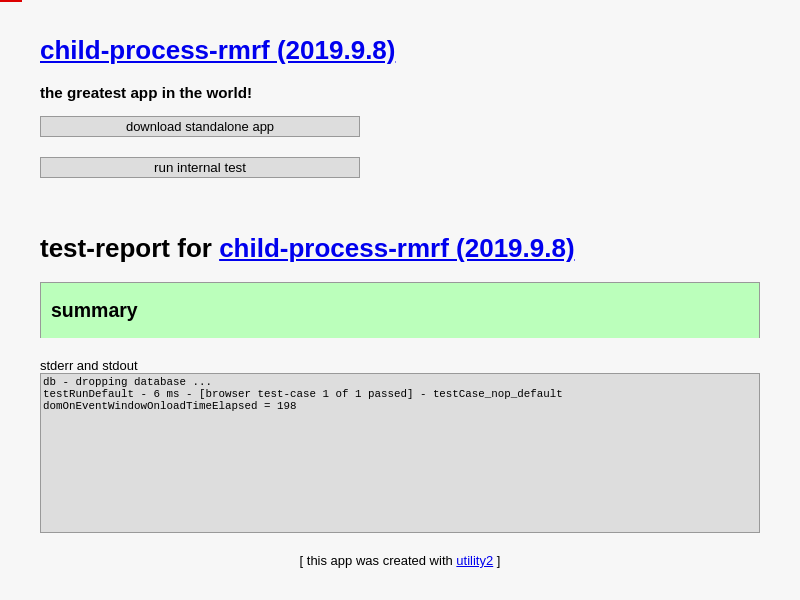 child-process-rmrf (2019.9.8)
the greatest app in the world!
download standalone app
run internal test
test-report for child-process-rmrf (2019.9.8)
summary
stderr and stdout
db - dropping database ...
testRunDefault - 6 ms - [browser test-case 1 of 1 passed] - testCase_nop_default
domOnEventWindowOnloadTimeElapsed = 198
[ this app was created with utility2 ]